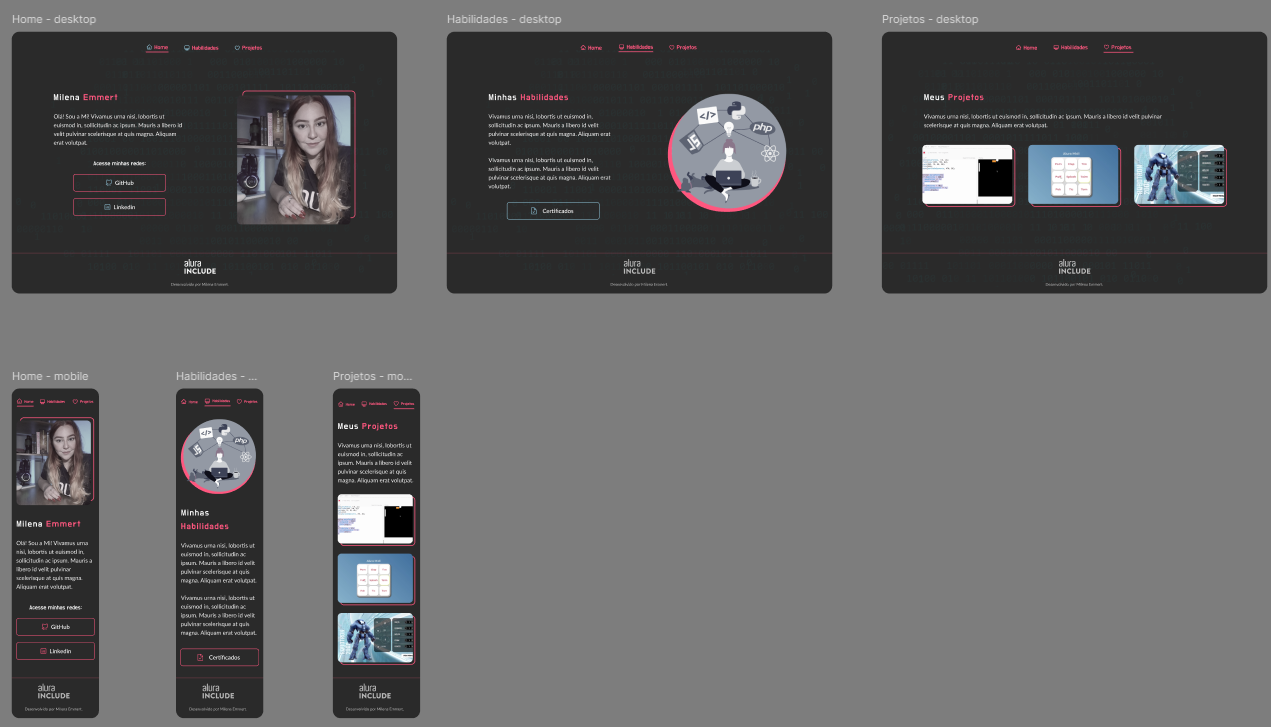 Home - desktop
Home
Habilidades
Projetos
Milena Emmert
Olá! Sou a Mi! Vivamus urna nisi, lobortis ut
euismod in, sollicitudin ac ipsum. Mauris a libero id
velit pulvinar scelerisque at quis magna. Aliquam
erat volutpat.
Acesse minhas redes:
GitHub
Linkedin
alura
INCLUDE
Desenvolvido por Milena Emmert.
Habilidades - desktop
Home
Habilidades
Projetos
Minhas Habilidades
Vivamus urna nisi, lobortis ut euismod in,
sollicitudin ac ipsum. Mauris a libero id velit
pulvinar scelerisque at quis magna. Aliquam erat
volutpat.
Vivamus urna nisi, lobortis ut euismod in,
sollicitudin ac ipsum. Mauris a libero id velit
pulvinar scelerisque at quis magna. Aliquam erat
volutpat.
Certificados
</>
php
JS
alura
INCLUDE
Desenvolvido por Milena Emmert.
Projetos - desktop
Home
Habilidades
Projetos
Meus Projetos
Vivamus urna nisi, lobortis ut euismod in, sollicitudin ac ipsum. Mauris a libero id velit pulvinar
scelerisque at quis magna. Aliquam erat volutpat.
alura
INCLUDE
Desenvolvido por Milena Emmert.
Home - mobile
Home
Habilidades
Projetos
Milena Emmert
Olá! Sou a Mi! Vivamus urna
nisi, lobortis ut euismod in,
sollicitudin ac ipsum. Mauris a
libero id velit pulvinar
scelerisque at quis magna.
Aliquam erat volutpat.
Acesse minhas redes:
GitHub
Linkedin
alura
INCLUDE
Desenvolvido por Milena Emmert.
Habilidades - ...
Home
Habilidades
Projetos
</>
php
JS
Minhas
Habilidades
Vivamus urna nisi, lobortis ut
euismod in, sollicitudin ac
ipsum. Mauris a libero id velit
pulvinar scelerisque at quis
magna. Aliquam erat volutpat.
Vivamus urna nisi, lobortis ut
euismod in, sollicitudin ac
ipsum. Mauris a libero id velit
pulvinar scelerisque at quis
magna. Aliquam erat volutpat.
Certificados
alura
INCLUDE
Desenvolvido por Milena Emmert.
Projetos - mo...
Home
Habilidades
Projetos
Meus Projetos
Vivamus urna nisi, lobortis ut
euismod in, sollicitudin ac
ipsum. Mauris a libero id velit
pulvinar scelerisque at quis
magna. Aliquam erat volutpat.
alura
INCLUDE
Desenvolvido por Milena Emmert.